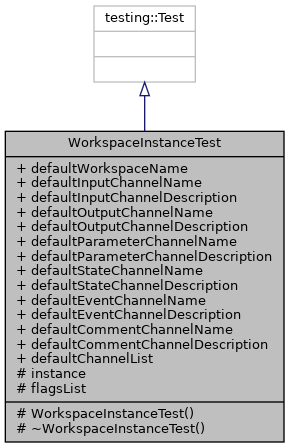 testing::Test
WorkspaceInstanceTest
+ defaultWorkspaceName
+ defaultInputChannelName
+ defaultInputChannelDescription
+ defaultOutputChannelName
+ defaultOutputChannelDescription
+ defaultParameterChannelName
+ defaultParameterChannelDescription
+ defaultStateChannelName
+ defaultStateChannelDescription
+ defaultEventChannelName
+ defaultEventChannelDescription
+ defaultCommentChannelName
+ defaultCommentChannelDescription
+ defaultChannelList
# instance
# flagsList
# WorkspaceInstanceTest()
# ~WorkspaceInstanceTest()